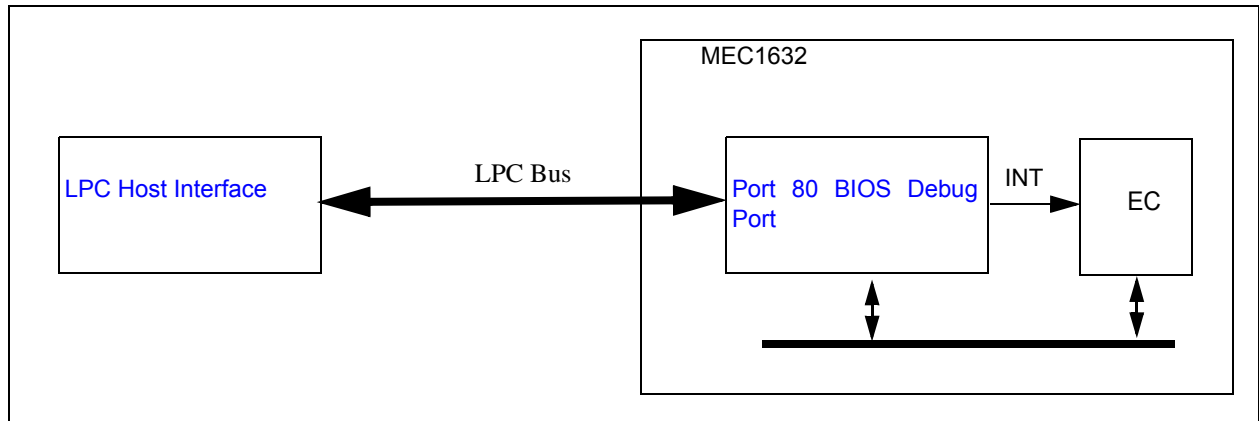 MEC1632
LPC Host Interface
LPC Bus
Port 80 BIOS Debug
Port
INT
EC